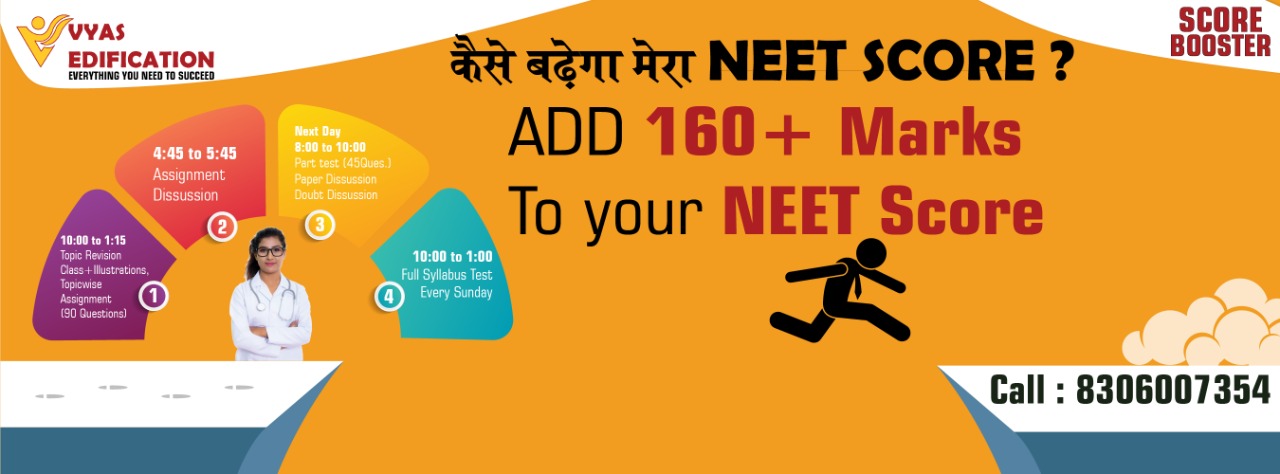 VYAS
EDIFICATION
EVERYTHING YOU NEED TO SUCCEED
SCORE
BOOSTER
कैसे बढ़ेगा मेरा NEET SCORE ?
ADD 160+ Marks
To your NEET Score
10:00 to 1:15
Topic Revision
Class+Illustrations,
Topicwise
Assignment
(90 Questions)
1
4:45 to 5:45
Assignment
Dissussion
2
Next Day
8:00 to 10:00
Part test (45Ques.)
Paper Dissussion
Doubt Dissussion
3
10:00 to 1:00
Full Syllabus Test
Every Sunday
4
Call : 8306007354